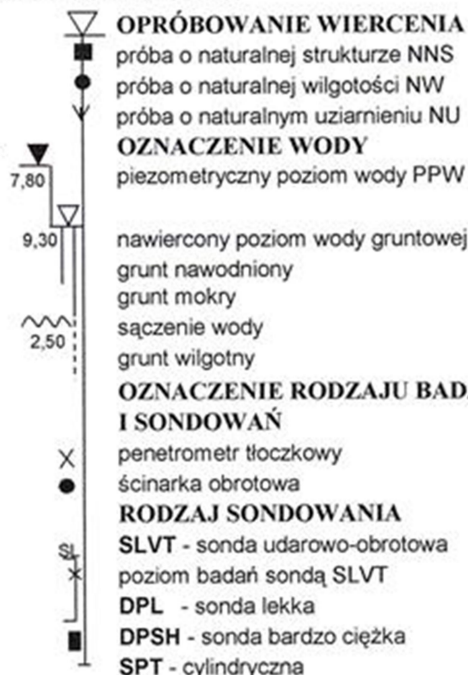 OPRÓBOWANIE WIERCENIA
próba o naturalnej strukturze NNS
próba o naturalnej wilgotości NW
próba o naturalnym uziarnieniu NU
OZNACZENIE WODY
7,80 piezometryczny poziom wody PPW
9,30 nawiercony poziom wody gruntowej
grunt nawodniony
grunt mokry
sączenie wody
2,50
grunt wilgotny
OZNACZENIE RODZAJU BAD
I SONDOWAŃ
penetrometr tłoczkowy
ścinarka obrotowa
RODZAJ SONDOWANIA
SLVT - sonda udarowo-obrotowa
poziom badań sondą SLVT
DPL - sonda lekka
DPSH - sonda bardzo ciężka
SPT - cylindryczna